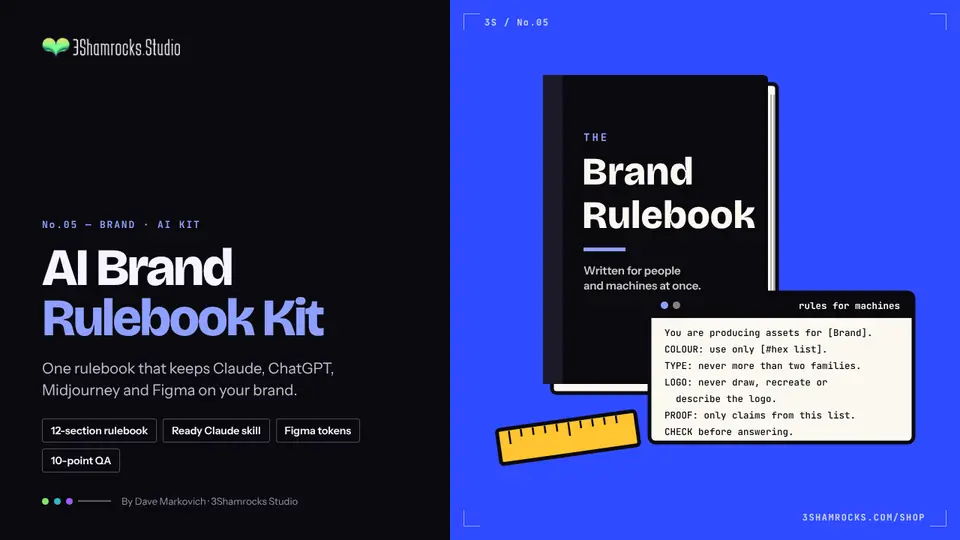 3Shamrocks.Studio
No.05 — BRAND · AI KIT
AI Brand
Rulebook Kit
One rulebook that keeps Claude, ChatGPT,
Midjourney and Figma on your brand.
12-section rulebook
Ready Claude skill
Figma tokens
10-point QA
By Dave Markovich · 3Shamrocks Studio
3S / No.05
THE
Brand
Rulebook
Written for people
and machines at once.
rules for machines
You are producing assets for [Brand].
COLOUR: use only [#hex list].
TYPE: never more than two families.
LOGO: never draw, recreate or
describe the logo.
PROOF: only claims from this list.
CHECK before answering.
3SHAMROCKS.COM/SHOP